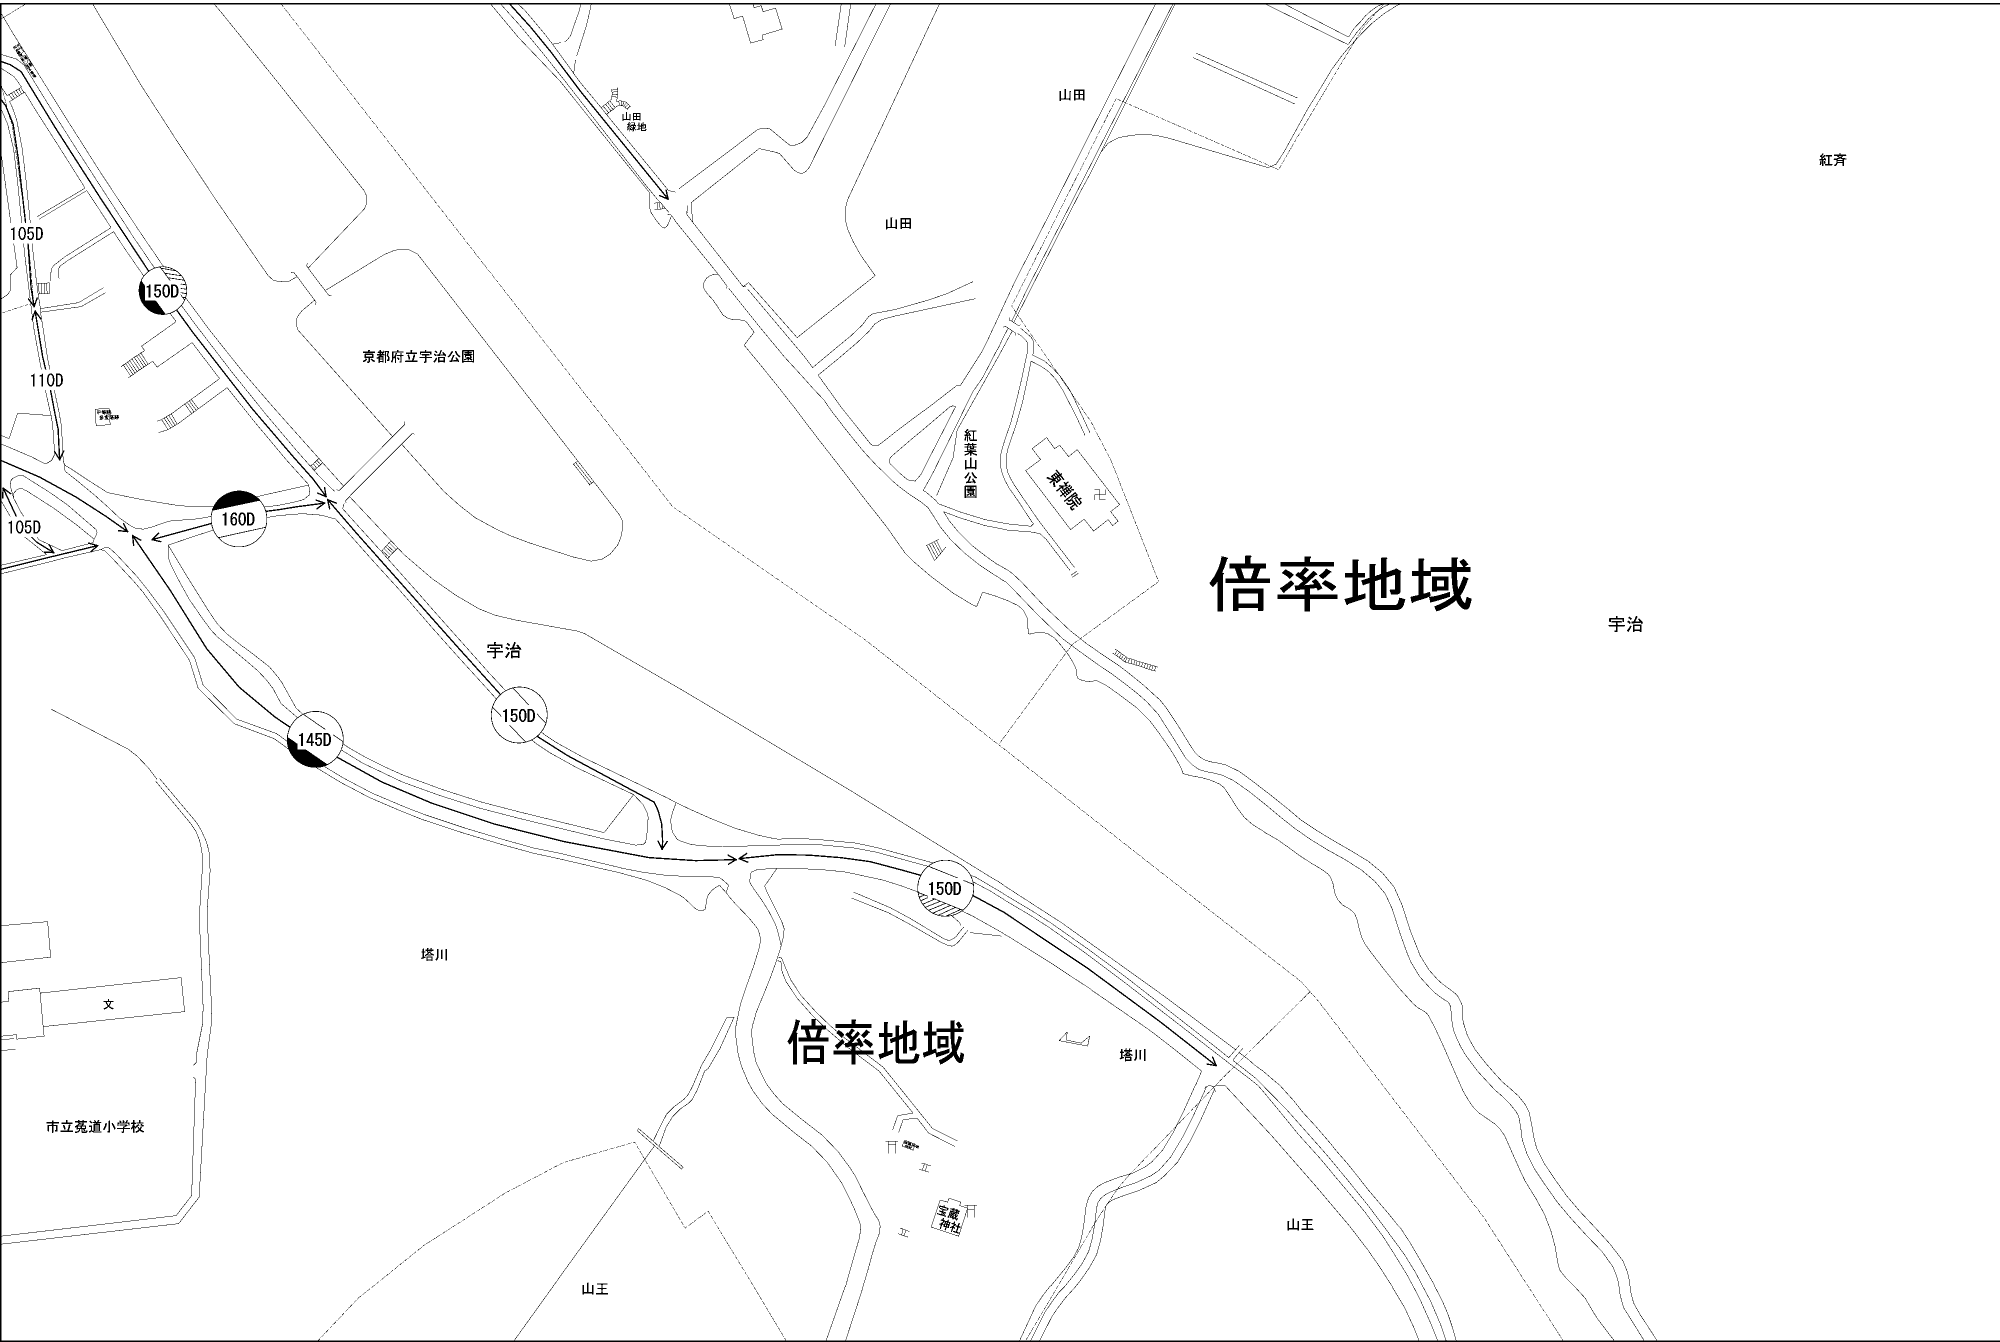 山田
山田
緑地
紅斉
山田
105D
150D
京都府立宇治公園
110D
紅葉山公園
東禅院
160D
105D
倍率地域
宇治
宇治
150D
145D
150D
塔川
文
倍率地域
塔川
市立菟道小学校
宝蔵
神社
山王
山王